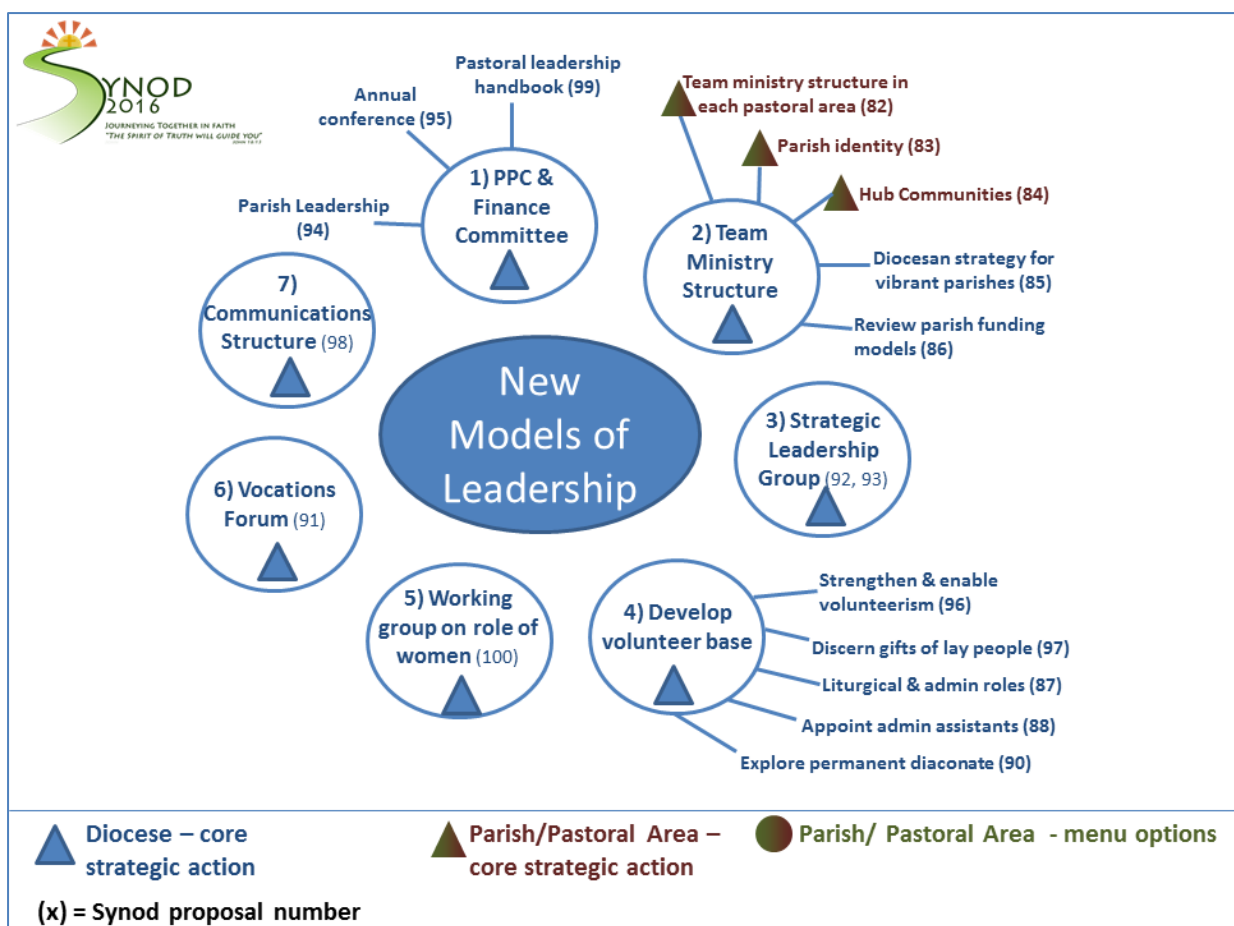 SYNOD
2016
JOURNEYING TOGETHER IN FAITH
"THE SPIRIT OF TRUTH WILL GUIDE YOU"
Pastoral leadership
handbook (99)
Annual
conference (95)
Parish Leadership
(94)
1) PPC &
Finance
Committee
Team ministry structure in
each pastoral area (82)
Parish identity (83)
Hub Communities (84)
2) Team
Ministry
Structure
Diocesan strategy for
vibrant parishes (85)
Review parish funding
models (86)
7)
Communications
Structure (98)
New
Models of
Leadership
3) Strategic
Leadership
Group (92, 93)
6) Vocations
Forum (91)
5) Working
group on role of
women (100)
4) Develop
volunteer base
Strengthen & enable
volunteerism (96)
Discern gifts of lay people (97)
Liturgical & admin roles (87)
Appoint admin assistants (88)
Explore permanent diaconate (90)
Diocese – core
strategic action
Parish/Pastoral Area –
core strategic action
Parish/ Pastoral Area - menu options
(x) = Synod proposal number